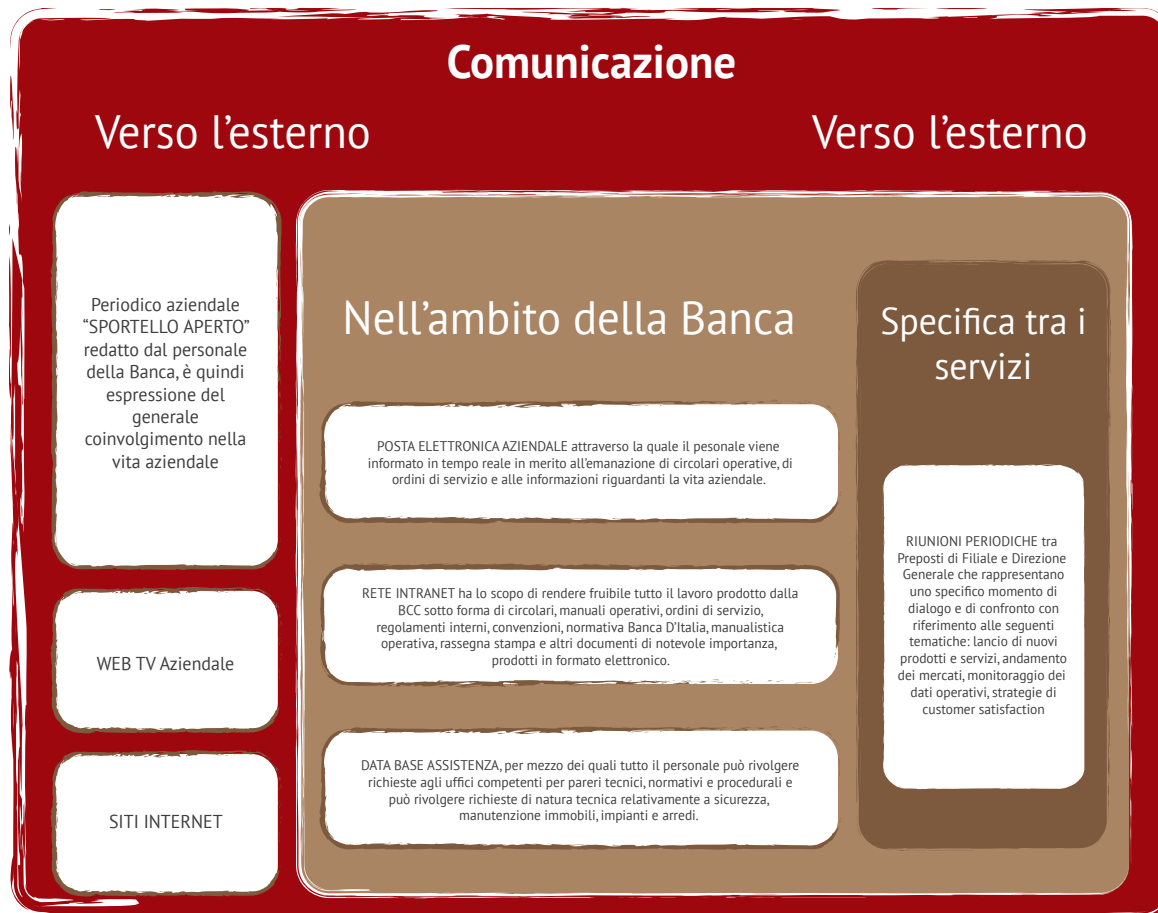 Comunicazione
Verso l’esterno
Verso l’esterno
Periodico aziendale
“SPORTELLO APERTO”
redatto dal personale
della Banca, è quindi
espressione del
generale
coinvolgimento nella
vita aziendale
WEB TV Aziendale
SITI INTERNET
Nell’ambito della Banca
POSTA ELETTRONICA AZIENDALE attraverso la quale il pesonale viene
informato in tempo reale in merito all’emanazione di circolari operative, di
ordini di servizio e alle informazioni riguardanti la vita aziendale.
RETE INTRANET ha lo scopo di rendere fruibile tutto il lavoro prodotto dalla
BCC sotto forma di circolari, manuali operativi, ordini di servizio,
regolamenti interni, convenzioni, normativa Banca D’Italia, manualistica
operativa, rassegna stampa e altri documenti di notevole importanza,
prodotti in formato elettronico.
DATA BASE ASSISTENZA, per mezzo dei quali tutto il personale può rivolgere
richieste agli uffici competenti per pareri tecnici, normativi e procedurali e
può rivolgere richieste di natura tecnica relativamente a sicurezza,
manutenzione immobili, impianti e arredi.
Specifica tra i
servizi
RIUNIONI PERIODICHE tra
Preposti di Filiale e Direzione
Generale che rappresentano
uno specifico momento di
dialogo e di confronto con
riferimento alle seguenti
tematiche: lancio di nuovi
prodotti e servizi, andamento
dei mercati, monitoraggio dei
dati operativi, strategie di
customer satisfaction